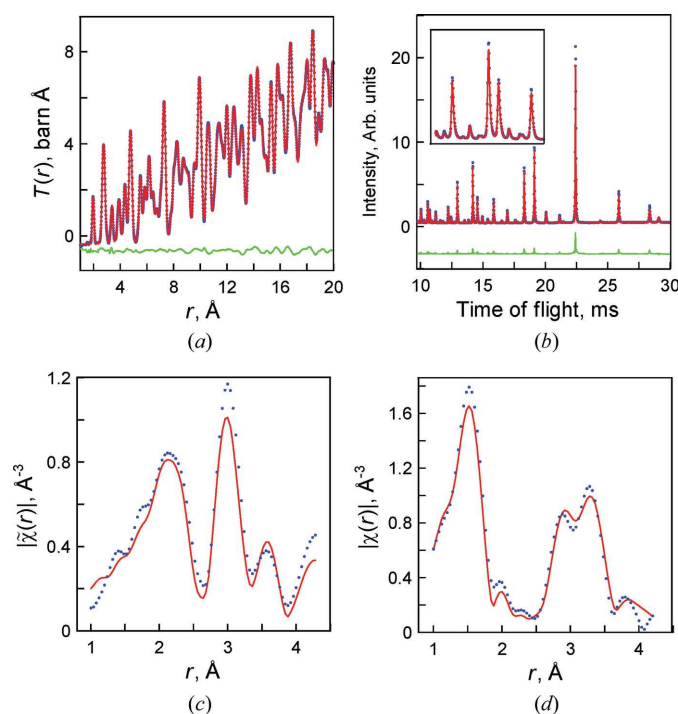 8
4
0
T(r), barn Å
4 8 12 16 20
r, Å
(a)
20
10
0
Intensity, Arb. units
10 15 20 25 30
Time of flight, ms
(b)
1.2
0.8
0.4
0
|χ̃(r)|, Å-3
1 2 3 4
r, Å
(c)
1.6
1.2
0.8
0.4
0
|χ(r)|, Å-3
1 2 3 4
r, Å
(d)